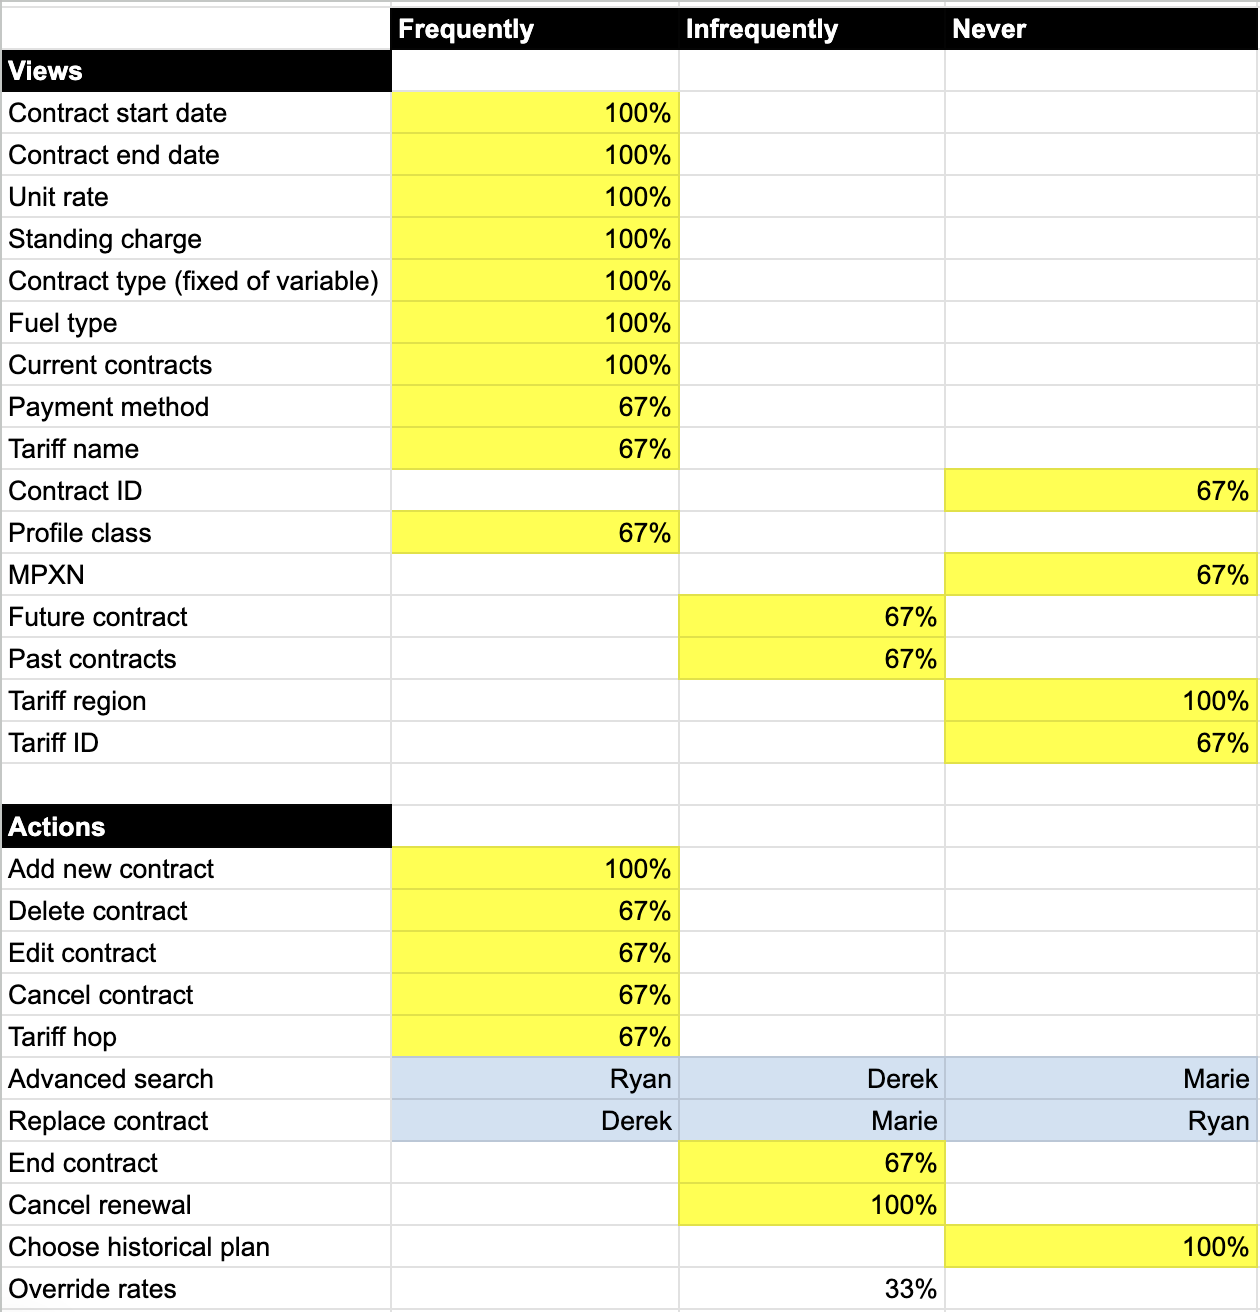 Frequently Infrequently Never
Views
Contract start date 100%
Contract end date 100%
Unit rate 100%
Standing charge 100%
Contract type (fixed of variable) 100%
Fuel type 100%
Current contracts 100%
Payment method 67%
Tariff name 67%
Contract ID 67%
Profile class 67%
MPXN 67%
Future contract 67%
Past contracts 67%
Tariff region 100%
Tariff ID 67%
Actions
Add new contract 100%
Delete contract 67%
Edit contract 67%
Cancel contract 67%
Tariff hop 67%
Advanced search Ryan Derek Marie
Replace contract Derek Marie Ryan
End contract 67%
Cancel renewal 100%
Choose historical plan 100%
Override rates 33%